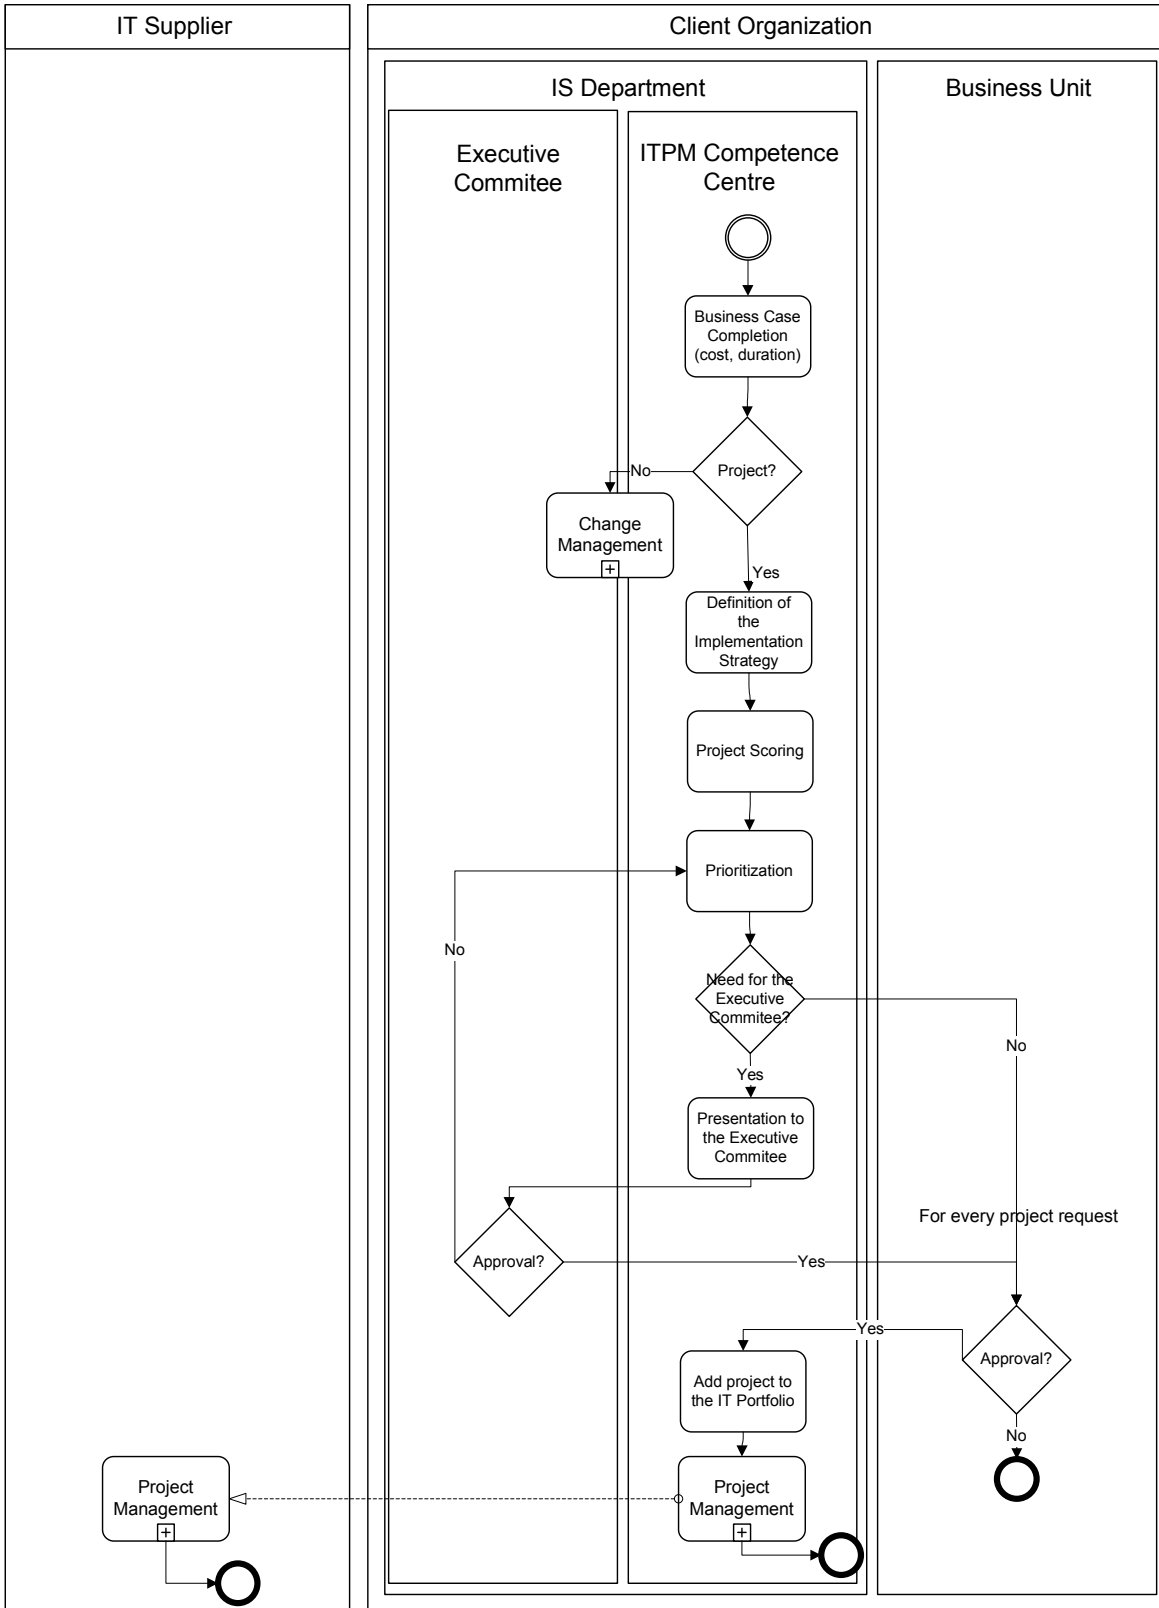 IT Supplier
Client Organization
IS Department
Business Unit
Executive
Commitee
ITPM Competence
Centre
Business Case
Completion
(cost, duration)
Project?
No
Change
Management
Yes
Definition of
the
Implementation
Strategy
Project Scoring
Prioritization
No
Need for the
Executive
Commitee?
No
Yes
Presentation to
the Executive
Commitee
For every project request
Approval?
Yes
Yes
Approval?
Add project to
the IT Portfolio
No
Project
Management
Project
Management